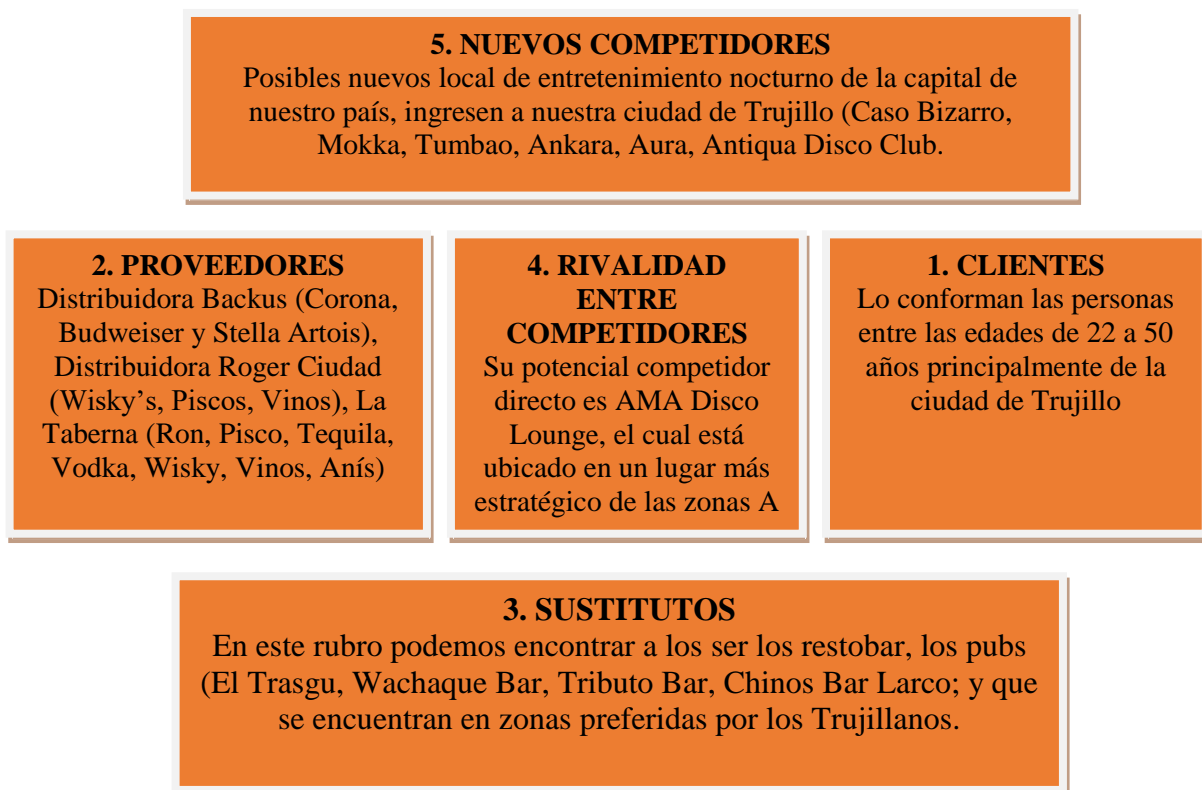 5. NUEVOS COMPETIDORES
Posibles nuevos local de entretenimiento nocturno de la capital de
nuestro país, ingresen a nuestra ciudad de Trujillo (Caso Bizarro,
Mokka, Tumbao, Ankara, Aura, Antiqua Disco Club.
2. PROVEEDORES
Distribuidora Backus (Corona,
Budweiser y Stella Artois),
Distribuidora Roger Ciudad
(Wisky’s, Piscos, Vinos), La
Taberna (Ron, Pisco, Tequila,
Vodka, Wisky, Vinos, Anís)
4. RIVALIDAD
ENTRE
COMPETIDORES
Su potencial competidor
directo es AMA Disco
Lounge, el cual está
ubicado en un lugar más
estratégico de las zonas A
1. CLIENTES
Lo conforman las personas
entre las edades de 22 a 50
años principalmente de la
ciudad de Trujillo
3. SUSTITUTOS
En este rubro podemos encontrar a los ser los restobar, los pubs
(El Trasgu, Wachaque Bar, Tributo Bar, Chinos Bar Larco; y que
se encuentran en zonas preferidas por los Trujillanos.